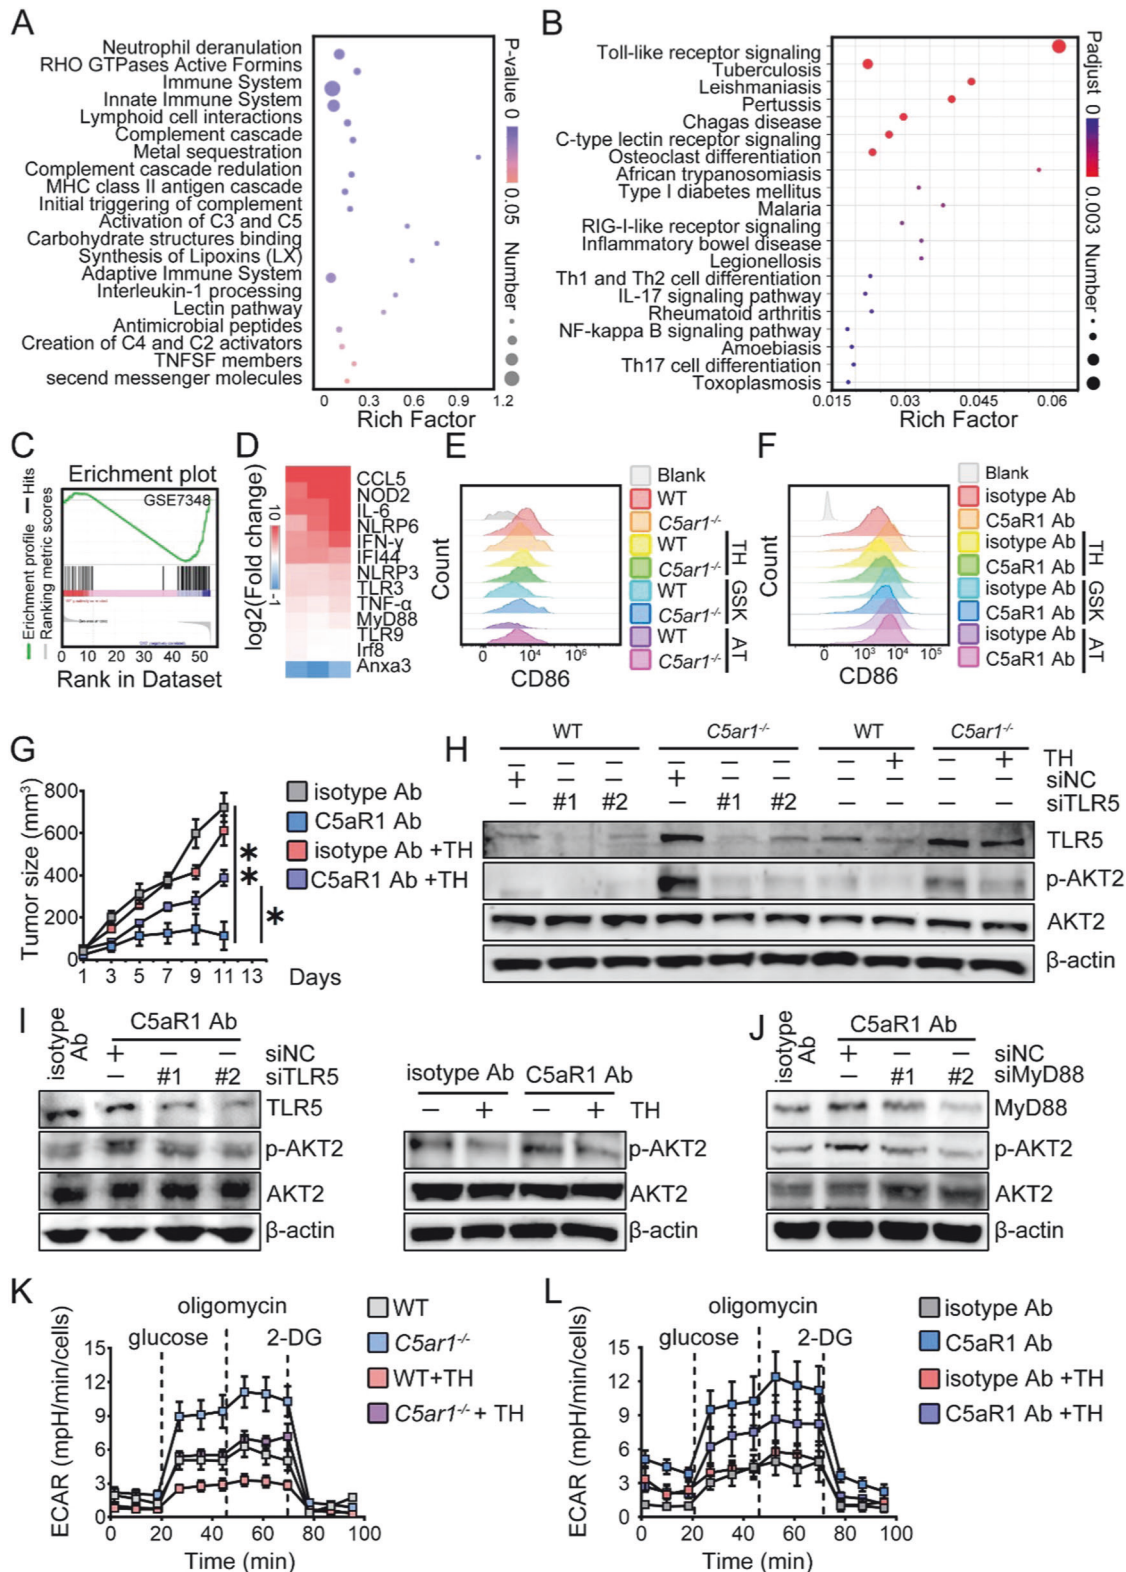 A
Neutrophil deranulation
RHO GTPases Active Formins
Immune System
Innate Immune System
Lymphoid cell interactions
Complement cascade
Metal sequestration
Complement cascade redulation
MHC class II antigen cascade
Initial triggering of complement
Activation of C3 and C5
Carbohydrate structures binding
Synthesis of Lipoxins (LX)
Adaptive Immune System
Interleukin-1 processing
Lectin pathway
Antimicrobial peptides
Creation of C4 and C2 activators
TNFSF members
secend messenger molecules
0 0.3 0.6 0.9 1.2
Rich Factor
P-value 0
0.05
Number
B
Toll-like receptor signaling
Tuberculosis
Leishmaniasis
Pertussis
Chagas disease
C-type lectin receptor signaling
Osteoclast differentiation
African trypanosomiasis
Type I diabetes mellitus
Malaria
RIG-I-like receptor signaling
Inflammatory bowel disease
Legionellosis
Th1 and Th2 cell differentiation
IL-17 signaling pathway
Rheumatoid arthritis
NF-kappa B signaling pathway
Amoebiasis
Th17 cell differentiation
Toxoplasmosis
0.015 0.03 0.045 0.06
Rich Factor
Padjust 0
0.003
Number
C
Enrichment plot
GSE7348
Enrichment profile
Hits
Ranking metric scores
0 10 20 30 40 50
Rank in Dataset
D
log2(Fold change)
10
-1
CCL5
NOD2
IL-6
NLRP6
IFN-γ
IFI44
NLRP3
TLR3
TNF-α
MyD88
TLR9
Irf8
Anxa3
E
Count
0 10⁴ 10⁶
CD86
Blank
WT
C5ar1⁻/⁻
WT
C5ar1⁻/⁻
WT
C5ar1⁻/⁻
WT
C5ar1⁻/⁻
TH
GSK
AT
F
Count
0 10³ 10⁴ 10⁵
CD86
Blank
isotype Ab
C5aR1 Ab
isotype Ab
C5aR1 Ab
isotype Ab
C5aR1 Ab
isotype Ab
C5aR1 Ab
TH
GSK
AT
G
Tumor size (mm³)
800
600
400
200
0
1 3 5 7 9 11 13
Days
isotype Ab
C5aR1 Ab
isotype Ab +TH
C5aR1 Ab +TH
*
*
*
H
WT C5ar1⁻/⁻ WT C5ar1⁻/⁻
– – – – – – – + – + TH
+ – – + – – – – – – siNC
– #1 #2 – #1 #2 – – – – siTLR5
TLR5
p-AKT2
AKT2
β-actin
I
isotype Ab
C5aR1 Ab
+ – – siNC
– #1 #2 siTLR5
TLR5
p-AKT2
AKT2
β-actin
isotype Ab C5aR1 Ab
– + – + TH
p-AKT2
AKT2
β-actin
J
isotype Ab
C5aR1 Ab
+ – – siNC
– #1 #2 siMyD88
MyD88
p-AKT2
AKT2
β-actin
K
ECAR (mpH/min/cells)
oligomycin
glucose 2-DG
15
12
9
6
3
0
0 20 40 60 80 100
Time (min)
WT
C5ar1⁻/⁻
WT+TH
C5ar1⁻/⁻+ TH
L
ECAR (mpH/min/cells)
oligomycin
glucose 2-DG
15
12
9
6
3
0
0 20 40 60 80 100
Time (min)
isotype Ab
C5aR1 Ab
isotype Ab +TH
C5aR1 Ab +TH